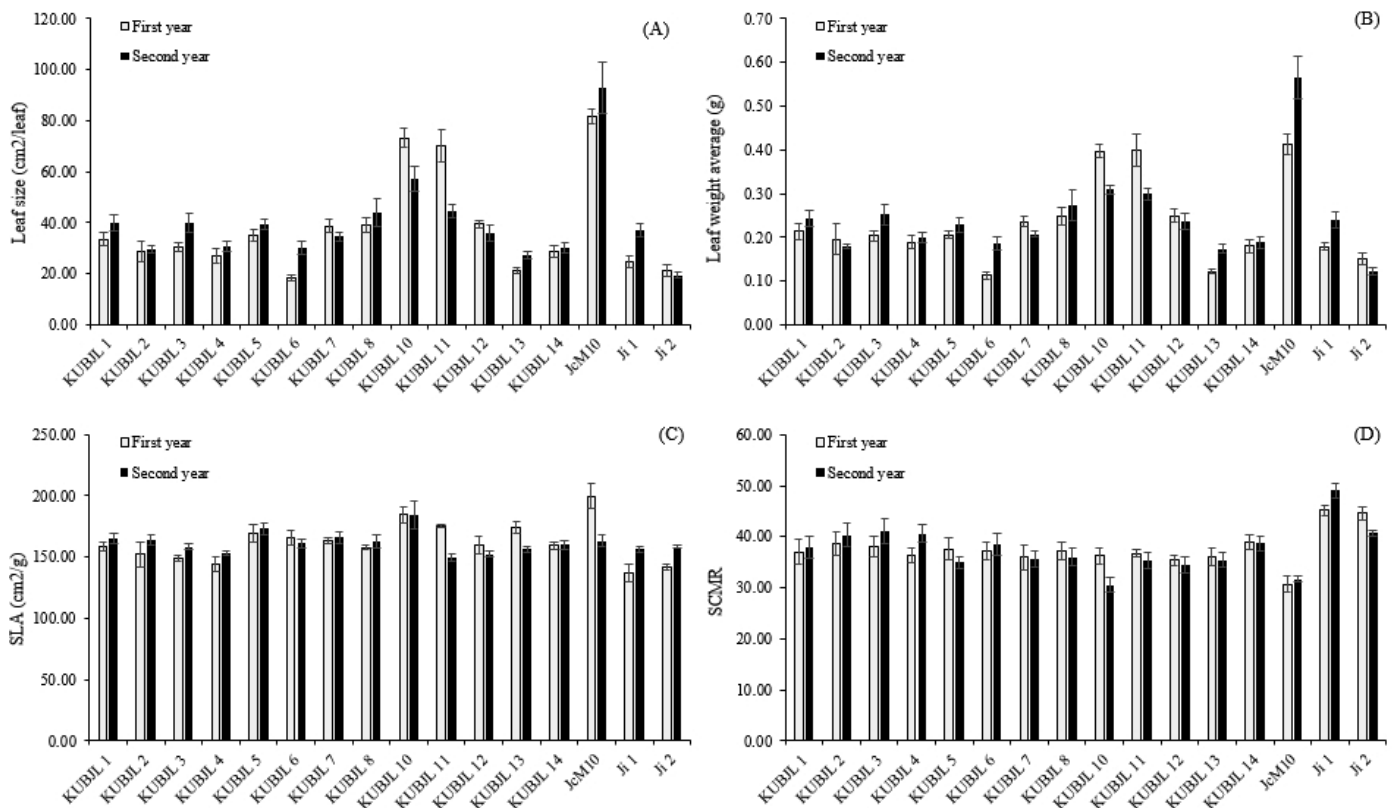 120.00
100.00
80.00
60.00
40.00
20.00
0.00
Leaf size (cm2/leaf)
First year
Second year
(A)
KUBJL 1
KUBJL 2
KUBJL 3
KUBJL 4
KUBJL 5
KUBJL 6
KUBJL 7
KUBJL 8
KUBJL 10
KUBJL 11
KUBJL 12
KUBJL 13
KUBJL 14
JcM10
Ji 1
Ji 2
0.70
0.60
0.50
0.40
0.30
0.20
0.10
0.00
Leaf weight average (g)
First year
Second year
(B)
KUBJL 1
KUBJL 2
KUBJL 3
KUBJL 4
KUBJL 5
KUBJL 6
KUBJL 7
KUBJL 8
KUBJL 10
KUBJL 11
KUBJL 12
KUBJL 13
KUBJL 14
JcM10
Ji 1
Ji 2
250.00
200.00
150.00
100.00
50.00
0.00
SLA (cm2/g)
First year
Second year
(C)
KUBJL 1
KUBJL 2
KUBJL 3
KUBJL 4
KUBJL 5
KUBJL 6
KUBJL 7
KUBJL 8
KUBJL 10
KUBJL 11
KUBJL 12
KUBJL 13
KUBJL 14
JcM10
Ji 1
Ji 2
60.00
50.00
40.00
30.00
20.00
10.00
0.00
SCMR
First year
Second year
(D)
KUBJL 1
KUBJL 2
KUBJL 3
KUBJL 4
KUBJL 5
KUBJL 6
KUBJL 7
KUBJL 8
KUBJL 10
KUBJL 11
KUBJL 12
KUBJL 13
KUBJL 14
JcM10
Ji 1
Ji 2